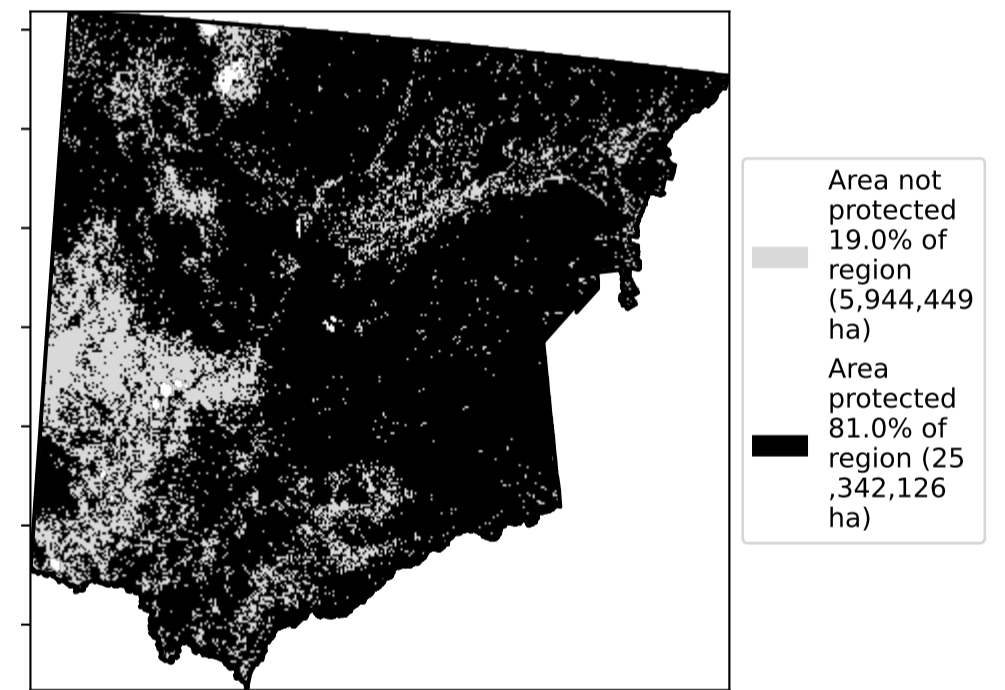 Area not
protected
19.0% of
region
(5,944,449
ha)
Area
protected
81.0% of
region (25
,342,126
ha)